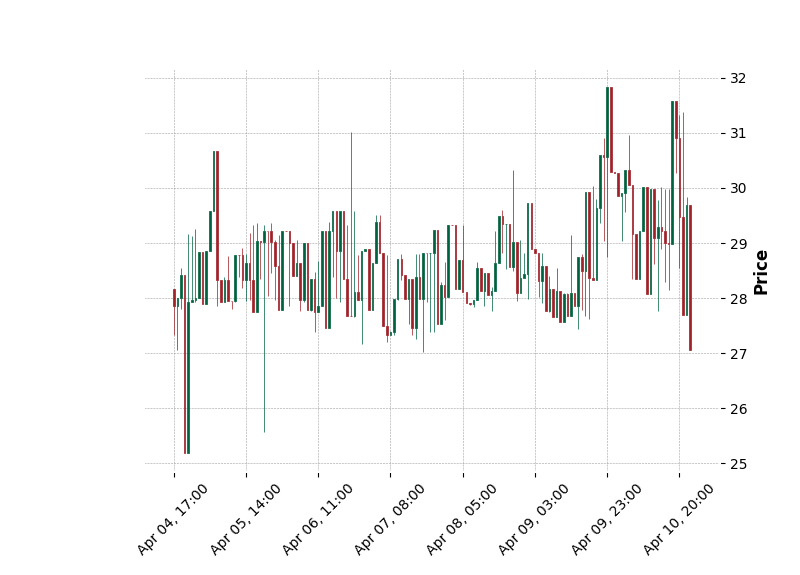 32
31
30
29
28
27
26
25
Price
Apr 04, 17:00
Apr 05, 14:00
Apr 06, 11:00
Apr 07, 08:00
Apr 08, 05:00
Apr 09, 03:00
Apr 09, 23:00
Apr 10, 20:00